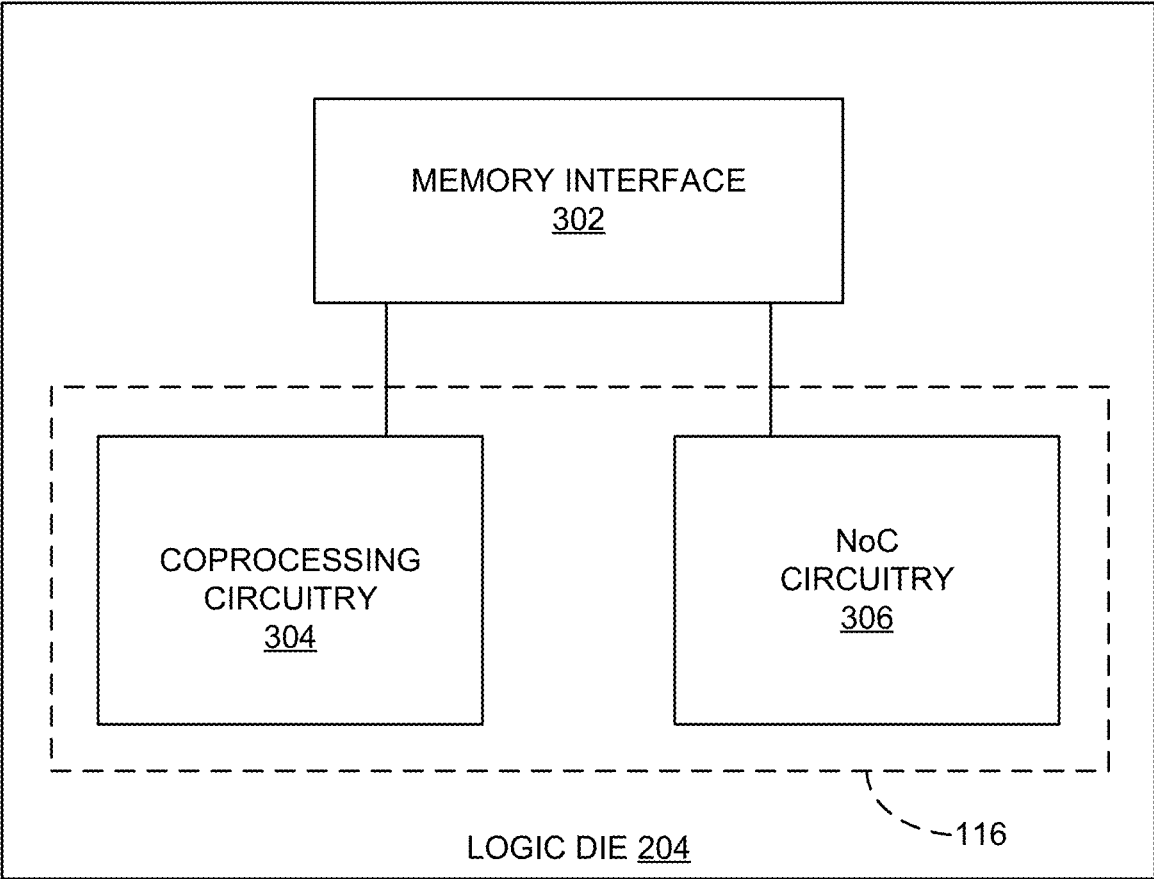 MEMORY INTERFACE
302
COPROCESSING
CIRCUITRY
304
NoC
CIRCUITRY
306
116
LOGIC DIE 204